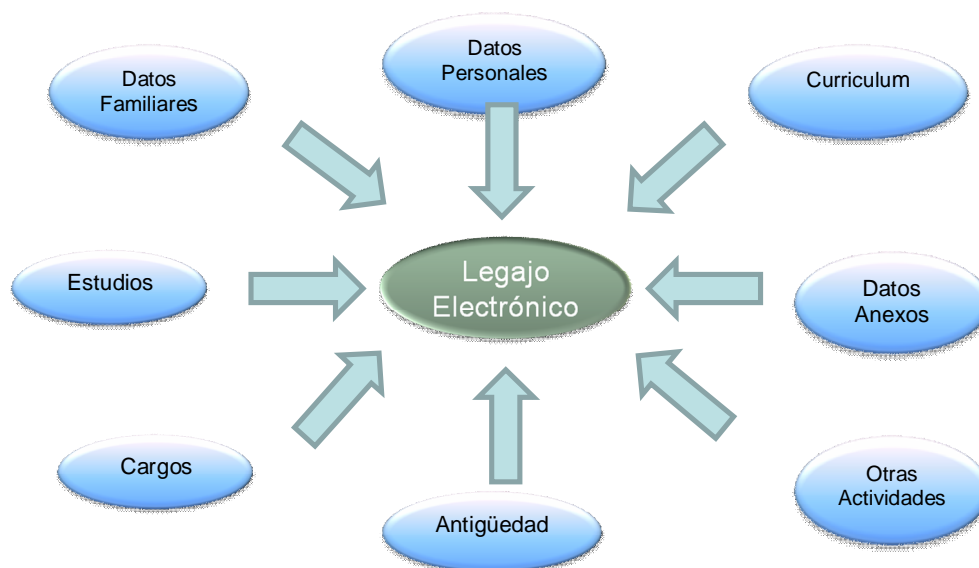 Datos
Familiares
Datos
Personales
Curriculum
Estudios
Legajo
Electrónico
Datos
Anexos
Cargos
Antigüedad
Otras
Actividades